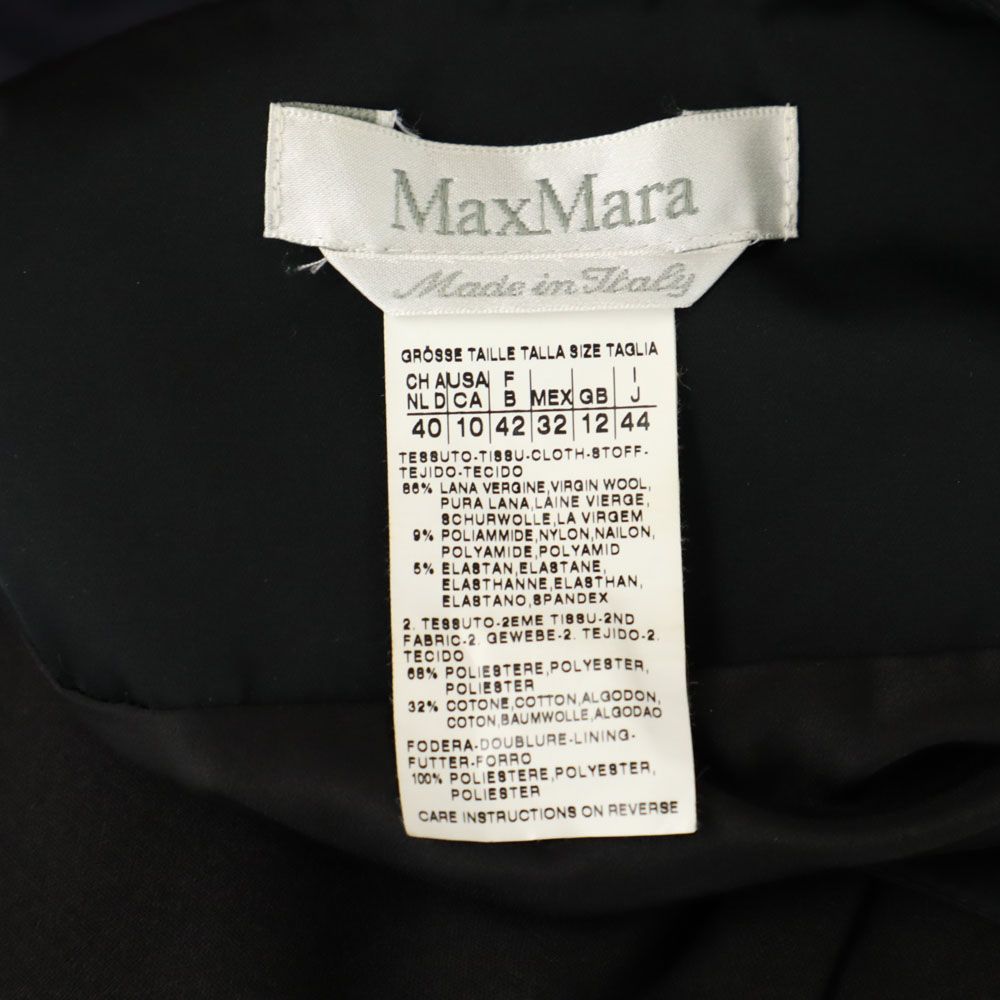 MaxMara
Made in Italy
GRÖSSE TAILLE TALLA SIZE TAGLIA
CH A USA F I
NL D CA B MEX GB J
40 10 42 32 12 44
TESSUTO-TISSU-CLOTH-STOFF-
TEJIDO-TECIDO
86% LANA VERGINE,VIRGIN WOOL,
PURA LANA,LAINE VIERGE,
SCHURWOLLE,LA VIRGEM
9% POLIAMMIDE,NYLON,NAILON,
POLYAMIDE,POLYAMID
5% ELASTAN,ELASTANE,
ELASTHANNE,ELASTHAN,
ELASTANO,SPANDEX
2. TESSUTO-2EME TISSU-2ND
FABRIC-2. GEWEBE-2. TEJIDO-2.
TECIDO
68% POLIESTERE,POLYESTER,
POLIESTER
32% COTONE,COTTON,ALGODON,
COTON,BAUMWOLLE,ALGODAO
FODERA-DOUBLURE-LINING-
FUTTER-FORRO
100% POLIESTERE,POLYESTER,
POLIESTER
CARE INSTRUCTIONS ON REVERSE